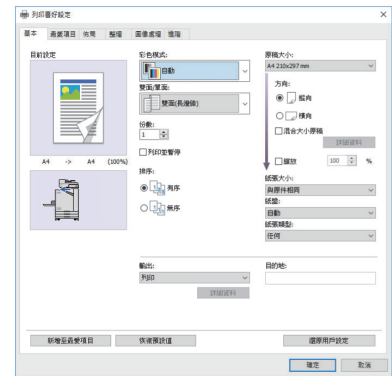 列印喜好設定
基本 最愛項目 佈局 整理 圖像處理 進階
目前設定
A4 -> A4 (100%)
彩色模式:
自動
雙面/單面:
雙面(長邊綴)
份數:
1
列印並暫停
排序:
有序
無序
原稿大小:
A4 210x297 mm
方向:
縱向
橫向
混合大小原稿
詳細資料
縮放 100 %
紙張大小:
與原件相同
紙盤:
自動
紙張類型:
任何
輸出:
列印
詳細資料
目的地:
新增至最愛項目 恢復預設值 還原用戶設定
確定 取消